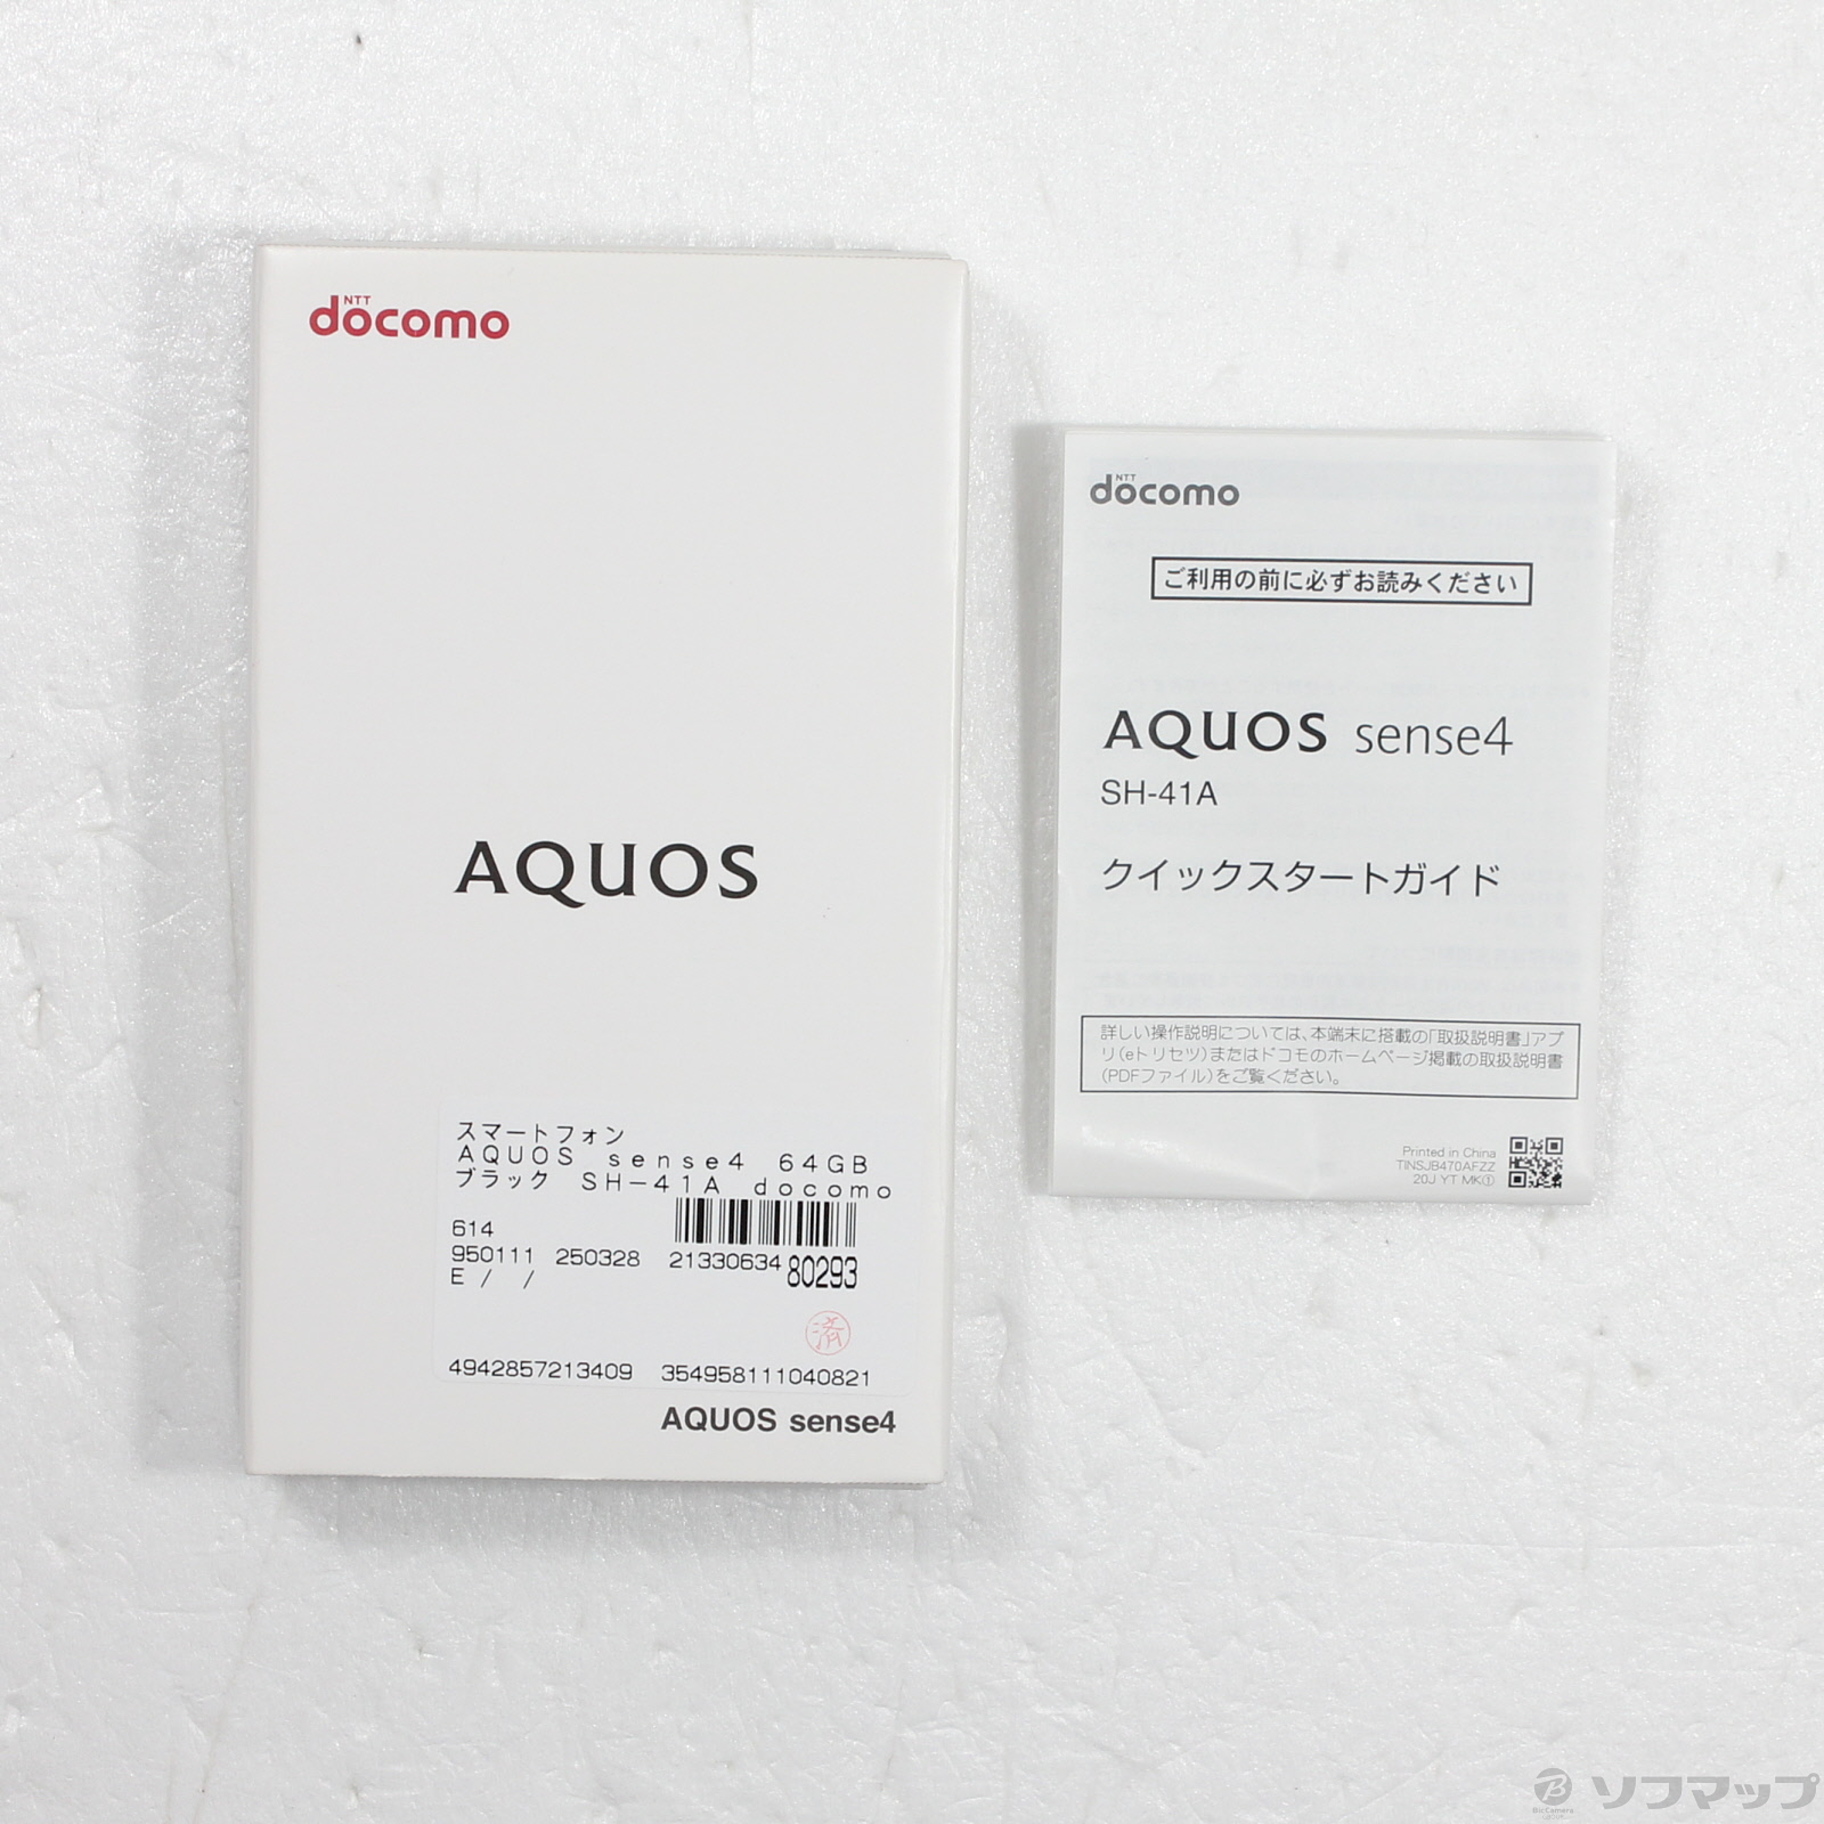 NTT
docomo
AQUOS
スマートフォン
AQUOS sense4 64GB
ブラック SH-41A docomo
614
950111 250328 21330634 80293
E / /
済
4942857213409 354958111040821
AQUOS sense4
NTT
docomo
ご利用の前に必ずお読みください
AQUOS sense4
SH-41A
クイックスタートガイド
詳しい操作説明については、本端末に搭載の「取扱説明書」アプ
リ(eトリセツ)またはドコモのホームページ掲載の取扱説明書
(PDFファイル)をご覧ください。
Printed in China
TINSJB470AFZZ
20J YT MK①
B
BicCamera
ソフマップ